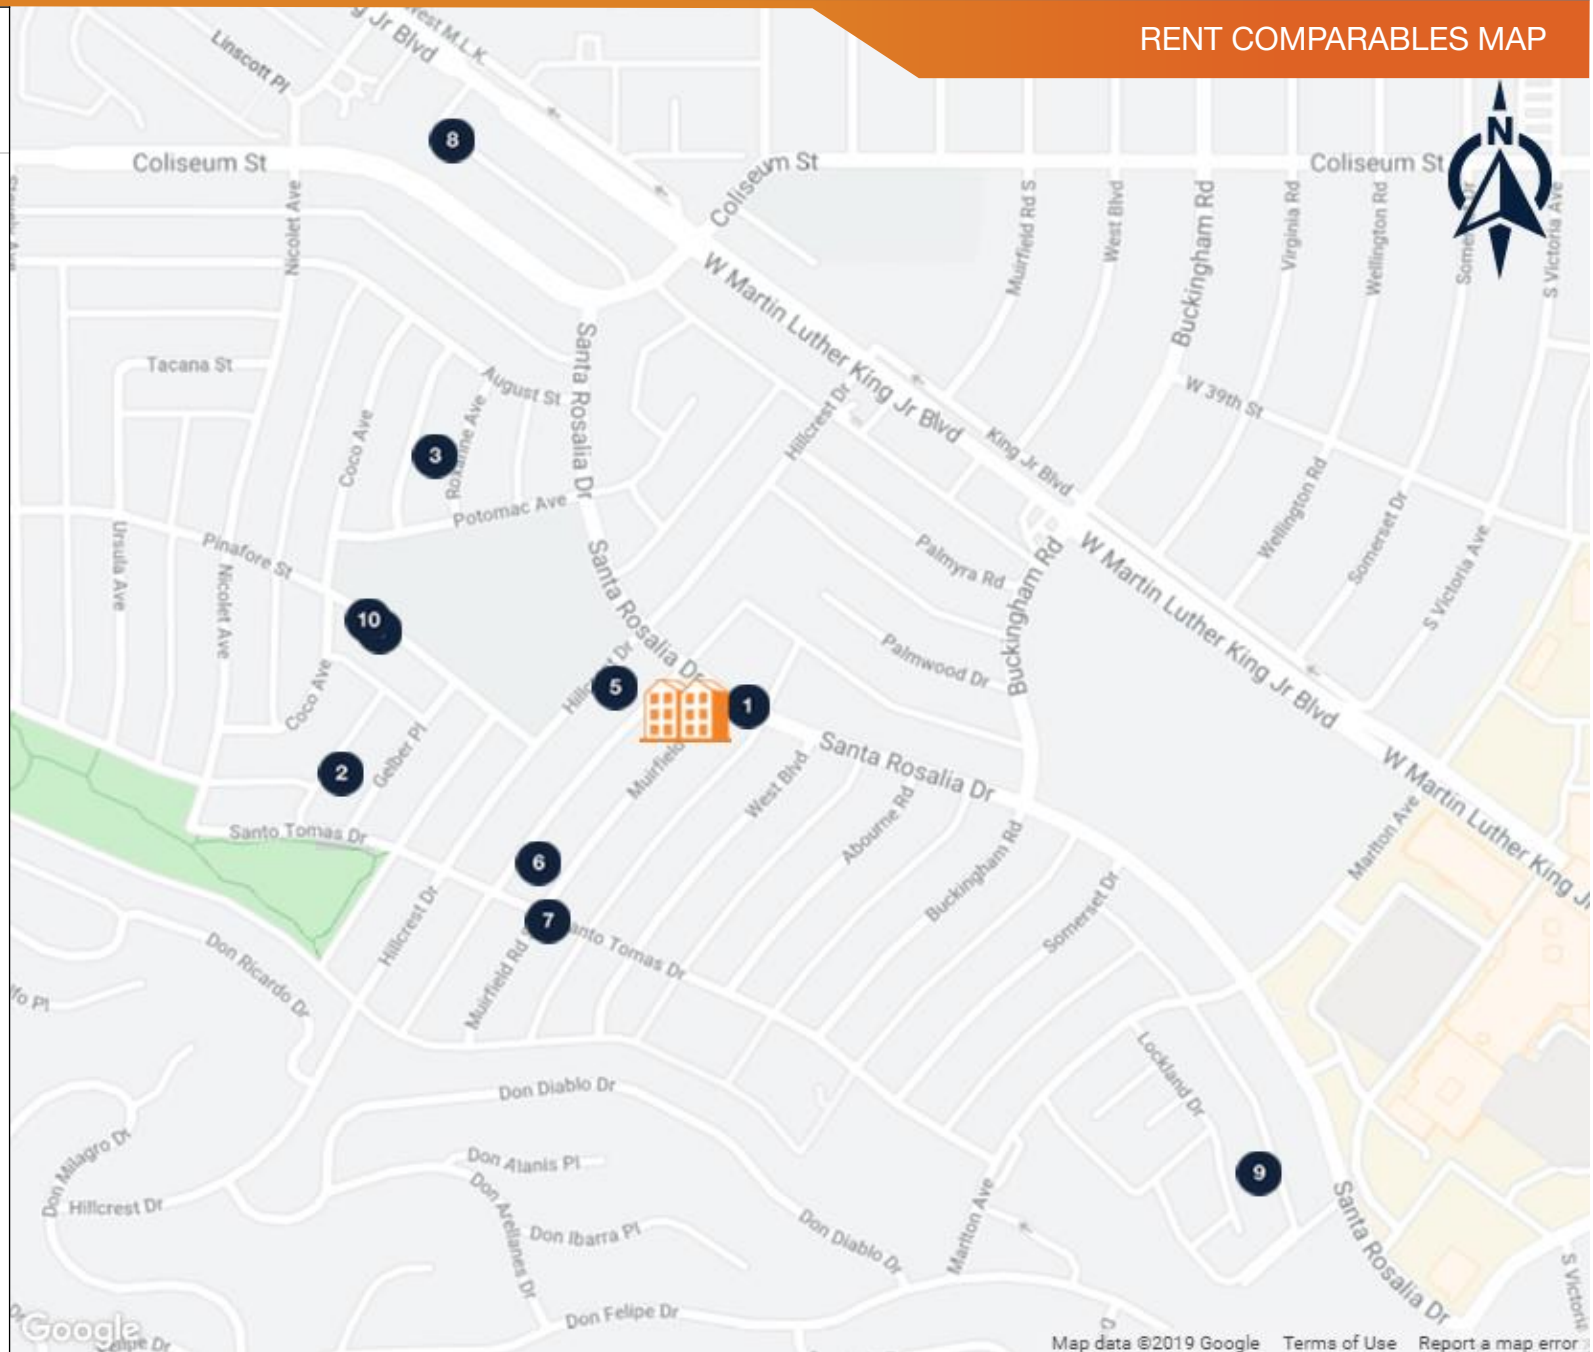 RENT COMPARABLES MAP
West M.L.K.
Jr Blvd
Linscott Pl
N
8
Coliseum St
Coliseum St
Coliseum St
Nicolet Ave
Muirfield Rd S
West Blvd
Buckingham Rd
Virginia Rd
Wellington Rd
S Victoria Ave
W Martin Luther King Jr Blvd
Santa Rosalia Dr
Tacana St
August St
W 39th St
Hillcrest Dr
Coco Ave
3
Roxanne Ave
King Jr Blvd
Potomac Ave
Wellington Rd
Somerset Dr
S Victoria Ave
Ursula Ave
Pinafore St
Nicolet Ave
Santa Rosalia Dr
Palmyra Rd
Buckingham Rd
W Martin Luther King Jr Blvd
10
Palmwood Dr
Coco Ave
5
1
2
Gelber Pl
Muirfield
West Blvd
Santa Rosalia Dr
Abourne Rd
W Martin Luther King Jr
Marlton Ave
Santo Tomas Dr
6
Buckingham Rd
7
Santo Tomas Dr
Hillcrest Dr
Somerset Dr
Don Ricardo Dr
Muirfield Rd
Lockland Dr
Don Diablo Dr
Don Milagro Dr
Don Alanis Pl
9
Hillcrest Dr
Don Arellanes Dr
Don Ibarra Pl
Don Diablo Dr
Marlton Ave
Santa Rosalia Dr
S Victoria
Don Felipe Dr
Google
Map data ©2019 Google Terms of Use Report a map error